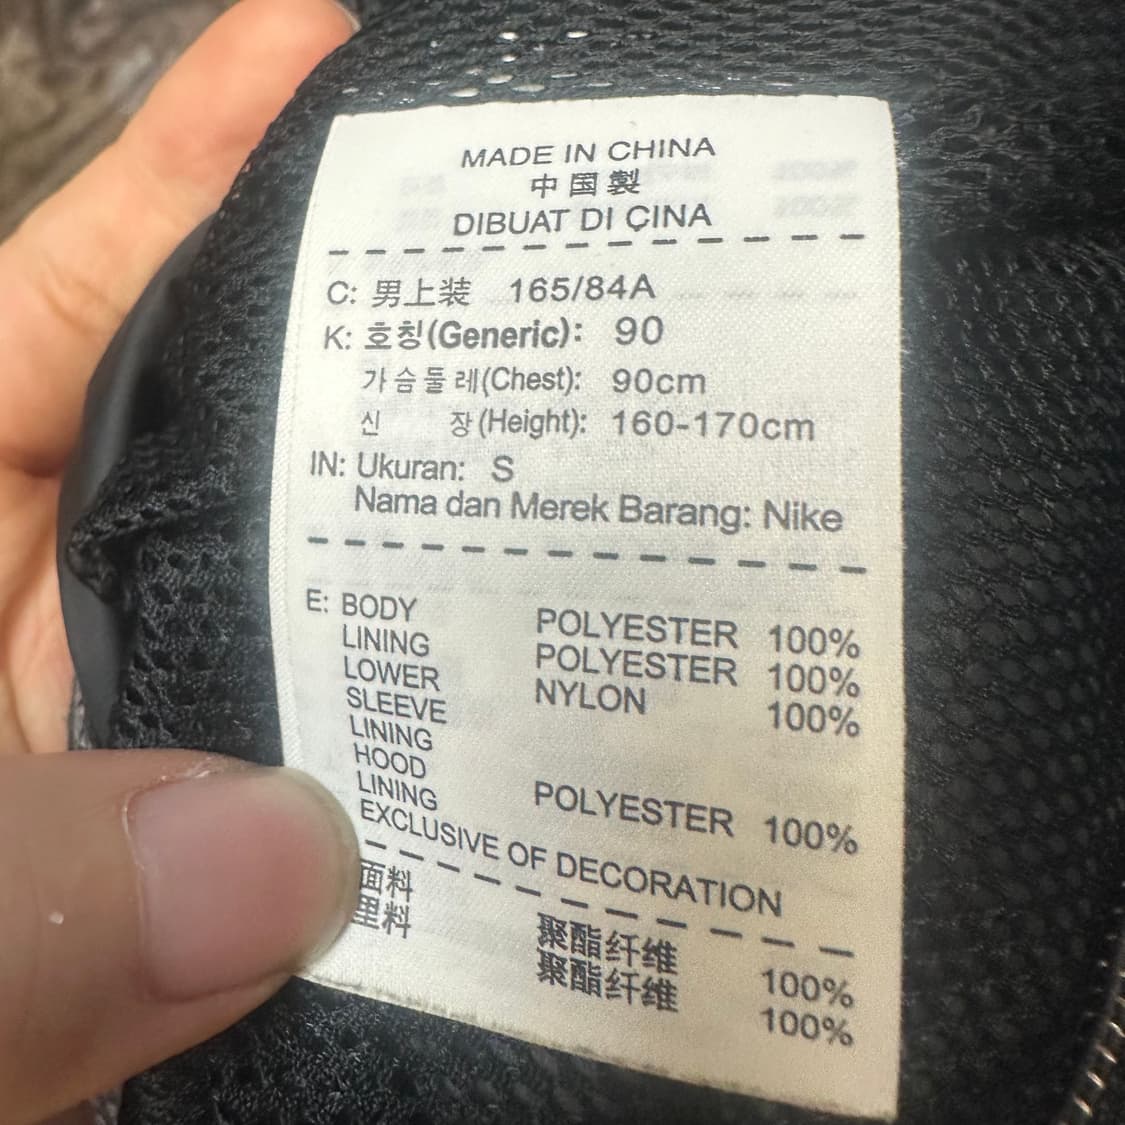 MADE IN CHINA
中国製
DIBUAT DI CINA
C: 男上装 165/84A
K: 호칭(Generic): 90
가슴둘레(Chest): 90cm
신 장(Height): 160-170cm
IN: Ukuran: S
Nama dan Merek Barang: Nike
E: BODY POLYESTER 100%
LINING POLYESTER 100%
LOWER NYLON 100%
SLEEVE
LINING
HOOD POLYESTER 100%
LINING
EXCLUSIVE OF DECORATION
面料 聚酯纤维 100%
里料 聚酯纤维 100%